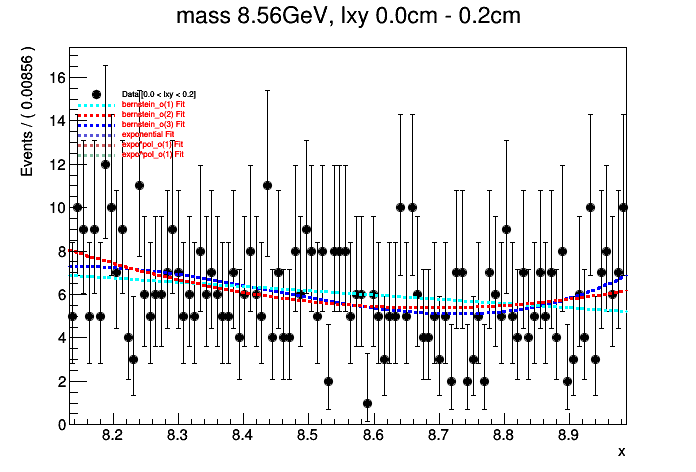 mass 8.56GeV, lxy 0.0cm - 0.2cm
Events / ( 0.00856 )
16
14
12
10
8
6
4
2
0
Data [0.0 < lxy < 0.2]
bernstein_o(1) Fit
bernstein_o(2) Fit
bernstein_o(3) Fit
exponential Fit
expo*pol_o(1) Fit
expo*pol_o(1) Fit
8.2 8.3 8.4 8.5 8.6 8.7 8.8 8.9
x